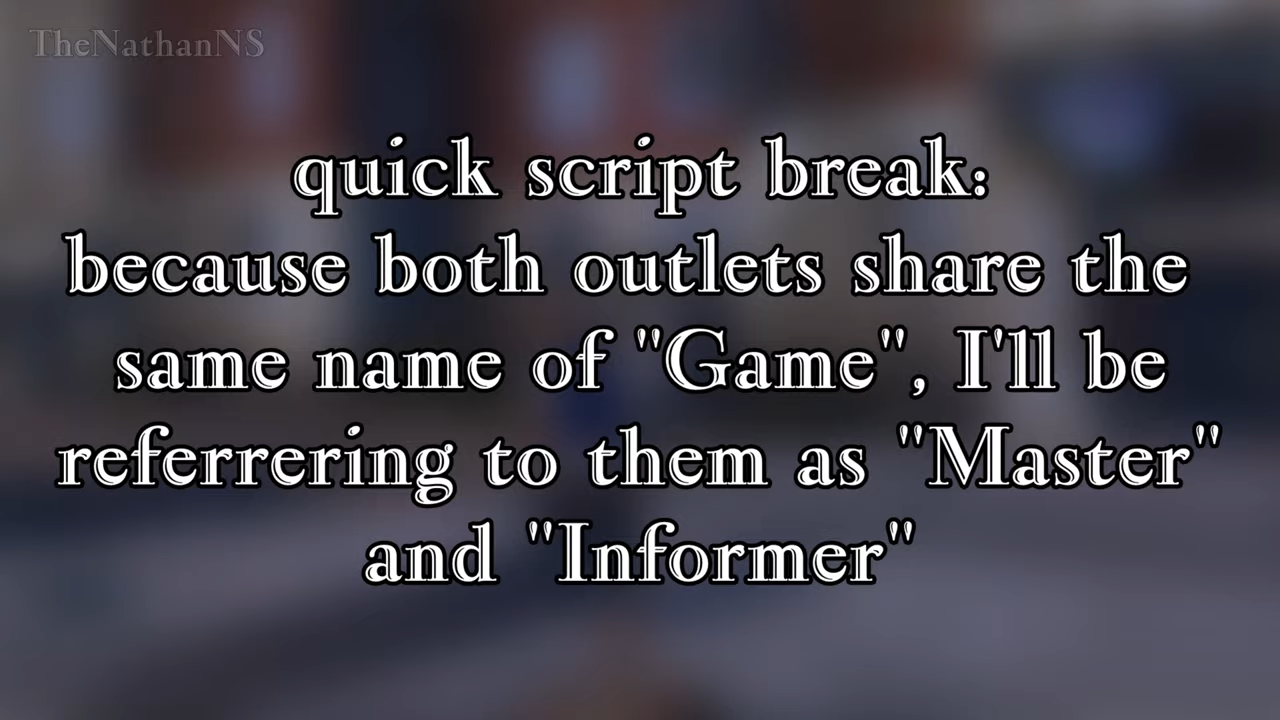 TheNathanNS
quick script break:
because both outlets share the
same name of "Game", I'll be
referrering to them as "Master"
and "Informer"